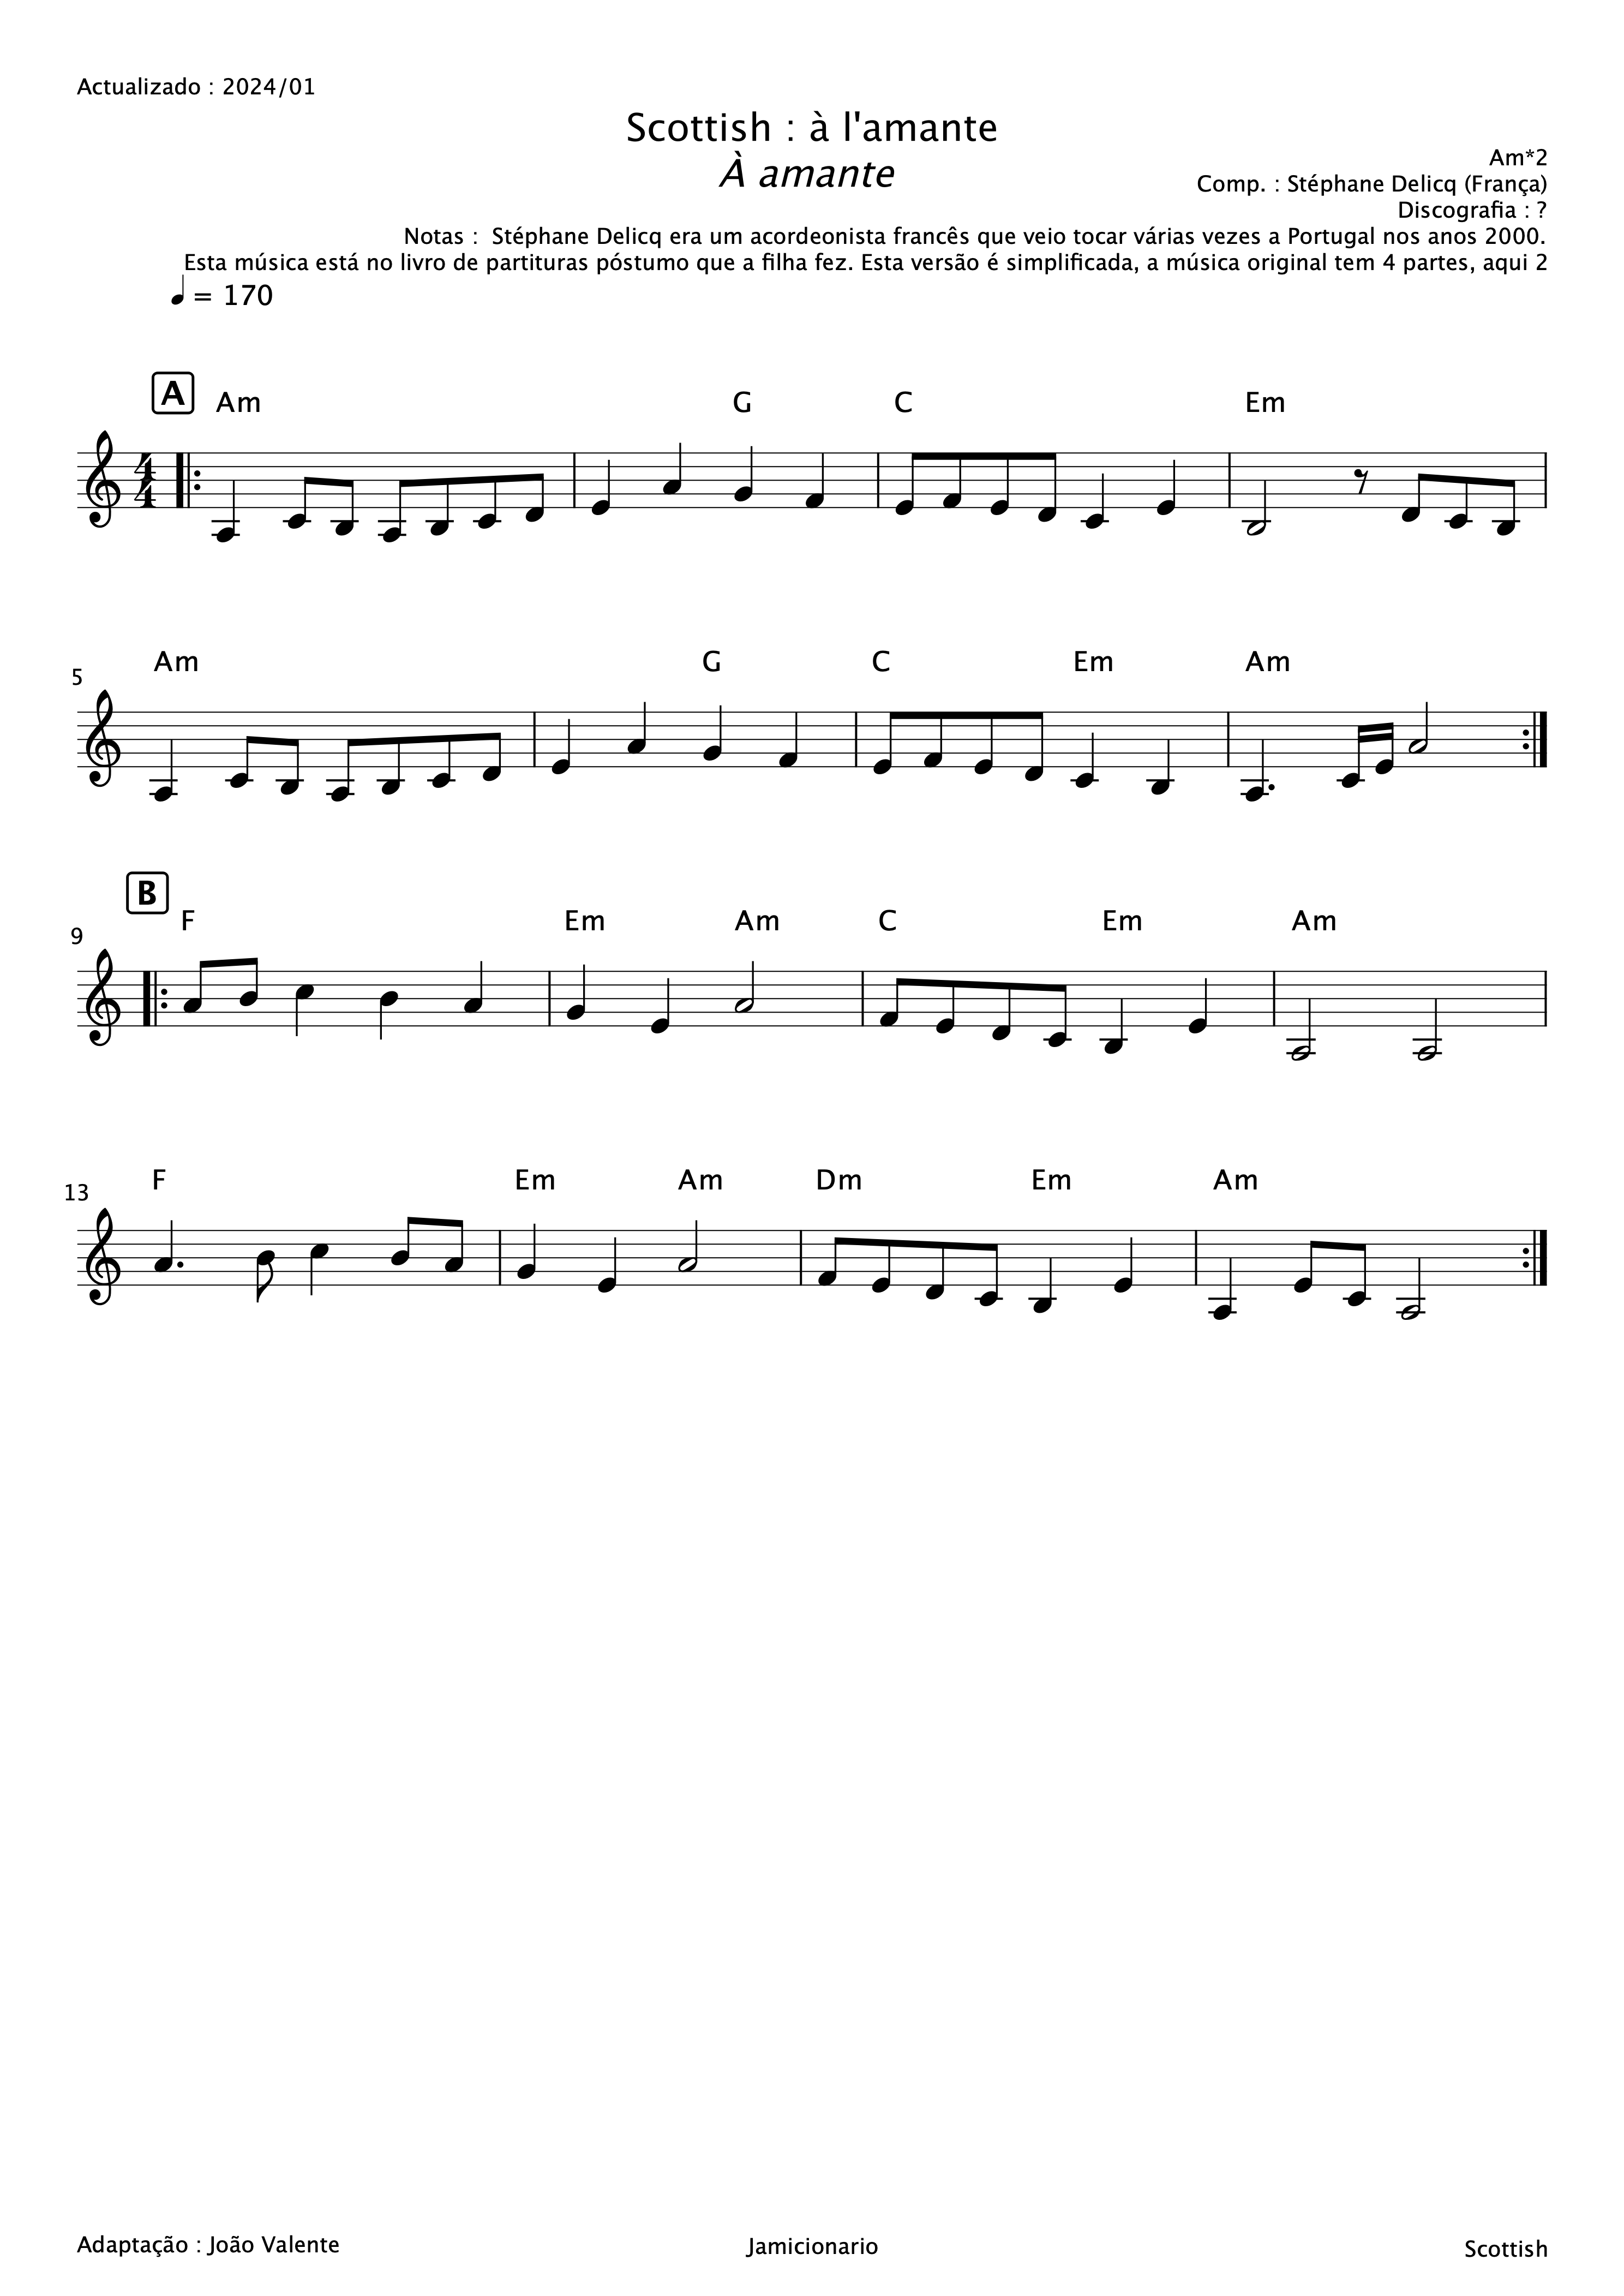 Actualizado : 2024/01
Scottish : à l'amante
À amante
Am*2
Comp. : Stéphane Delicq (França)
Discografia : ?
Notas :  Stéphane Delicq era um acordeonista francês que veio tocar várias vezes a Portugal nos anos 2000.
Esta música está no livro de partituras póstumo que a filha fez. Esta versão é simplificada, a música original tem 4 partes, aqui 2
= 170
A
Am G C Em
4
4
5
Am G C Em Am
B
9
F Em Am C Em Am
13
F Em Am Dm Em Am
Adaptação : João Valente
Jamicionario
Scottish